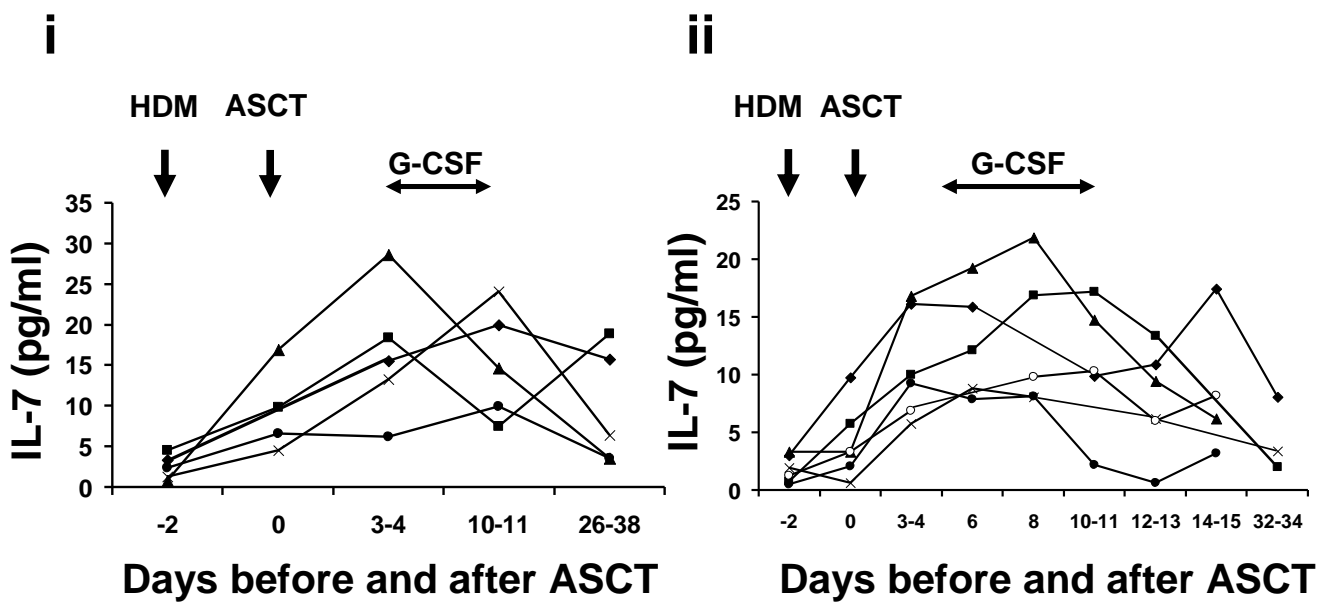 i
HDM ASCT
G-CSF
35
30
25
20
15
10
5
0
IL-7 (pg/ml)
-2 0 3-4 10-11 26-38
Days before and after ASCT
ii
HDM ASCT
G-CSF
25
20
15
10
5
0
IL-7 (pg/ml)
-2 0 3-4 6 8 10-11 12-13 14-15 32-34
Days before and after ASCT